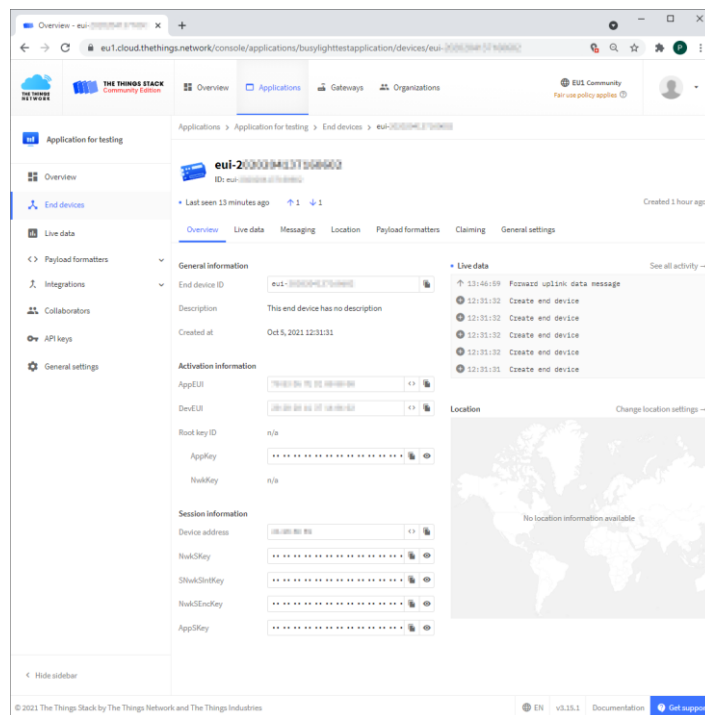 Overview - eui-
eu1.cloud.thethings.network/console/applications/busylighttestapplication/devices/eui-
P
THE THINGS NETWORK
THE THINGS STACK
Community Edition
Overview
Applications
Gateways
Organizations
EU1 Community
Fair use policy applies
Application for testing
Overview
End devices
Live data
Payload formatters
Integrations
Collaborators
API keys
General settings
Hide sidebar
Applications > Application for testing > End devices > eui-
eui-
ID: eui-
Last seen 13 minutes ago ↑ 1 ↓ 1
Created 1 hour ago
Overview Live data Messaging Location Payload formatters Claiming General settings
General information
End device ID eui-
Description This end device has no description
Created at Oct 5, 2021 12:31:31
Activation information
AppEUI
DevEUI
Root key ID n/a
AppKey
NwkKey n/a
Session information
Device address
NwkSKey
SNwkSIntKey
NwkSEncKey
AppSKey
Live data
See all activity →
↑ 13:46:59 Forward uplink data message
12:31:32 Create end device
12:31:32 Create end device
12:31:32 Create end device
12:31:32 Create end device
12:31:31 Create end device
Location
Change location settings →
No location information available
© 2021 The Things Stack by The Things Network and The Things Industries
EN
v3.15.1
Documentation
Get support